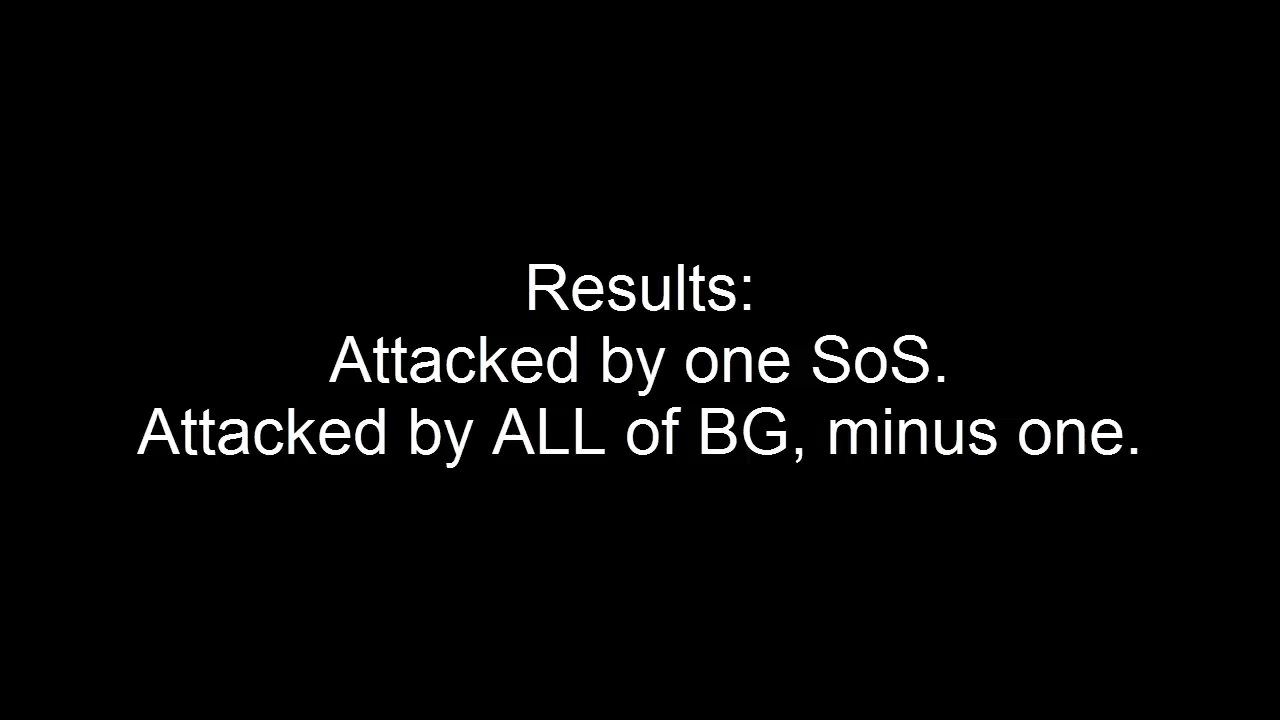 Results:
Attacked by one SoS.
Attacked by ALL of BG, minus one.